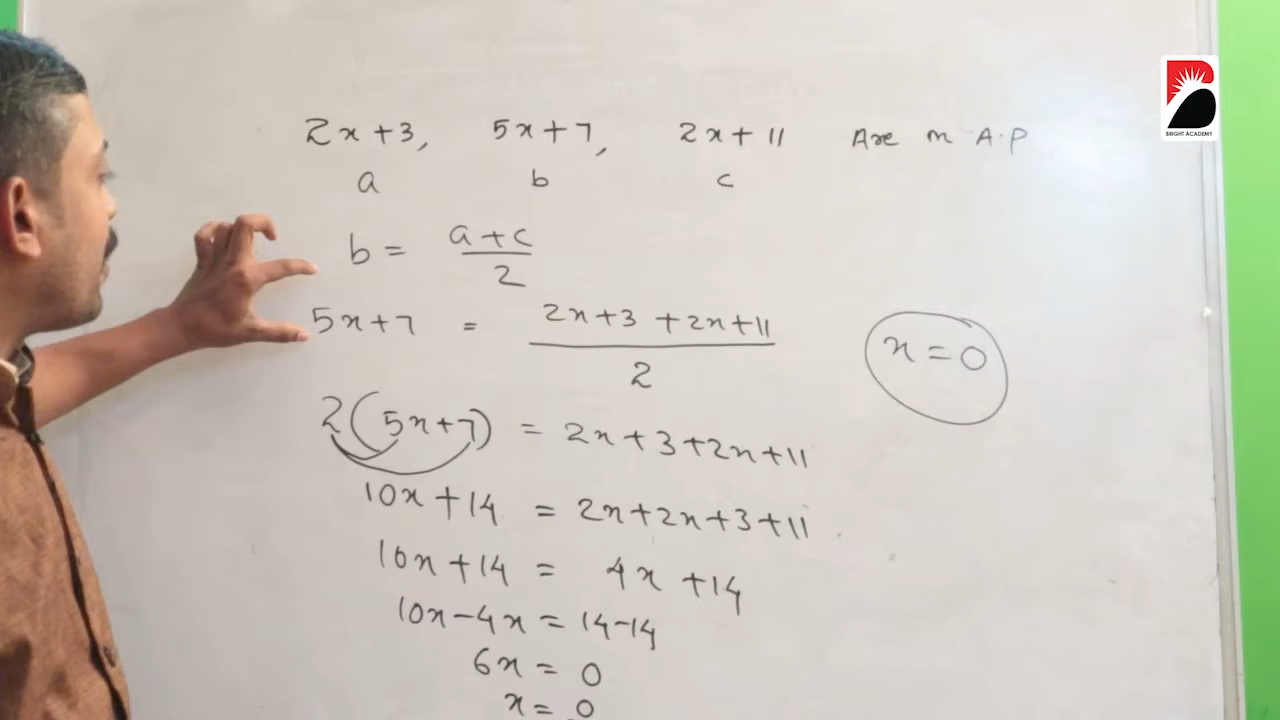 2x+3, 5x+7, 2x+11 Are in A.P
a b c
b = a+c / 2
5x+7 = 2x+3 +2x+11 / 2
x=0
2(5x+7) = 2x+3+2x+11
10x+14 = 2x+2x+3+11
10x+14 = 4x +14
10x-4x = 14-14
6x = 0
x= 0
BRIGHT ACADEMY